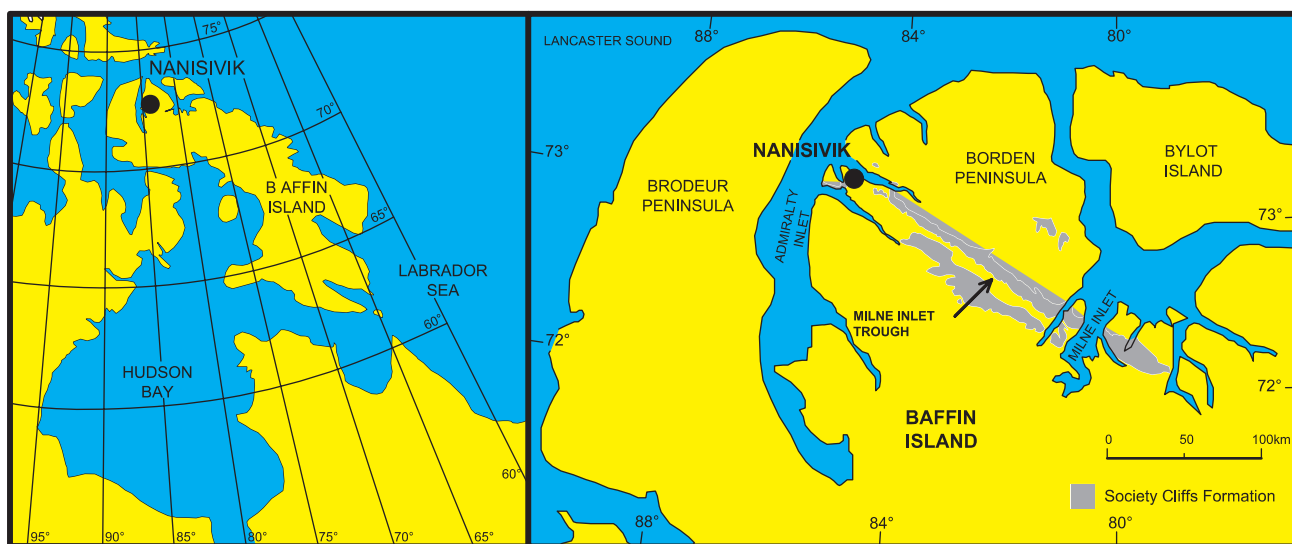 75°
NANISIVIK
70°
B AFFIN
ISLAND
65°
LABRADOR
SEA
60°
HUDSON
BAY
60°
95°
90°
85°
80°
75°
70°
65°
88°
84°
80°
LANCASTER SOUND
73°
NANISIVIK
BORDEN
PENINSULA
BYLOT
ISLAND
BRODEUR
PENINSULA
ADMIRALTY
INLET
73°
MILNE INLET
TROUGH
MILNE INLET
72°
72°
BAFFIN
ISLAND
0 50 100km
Society Cliffs Formation
88°
84°
80°